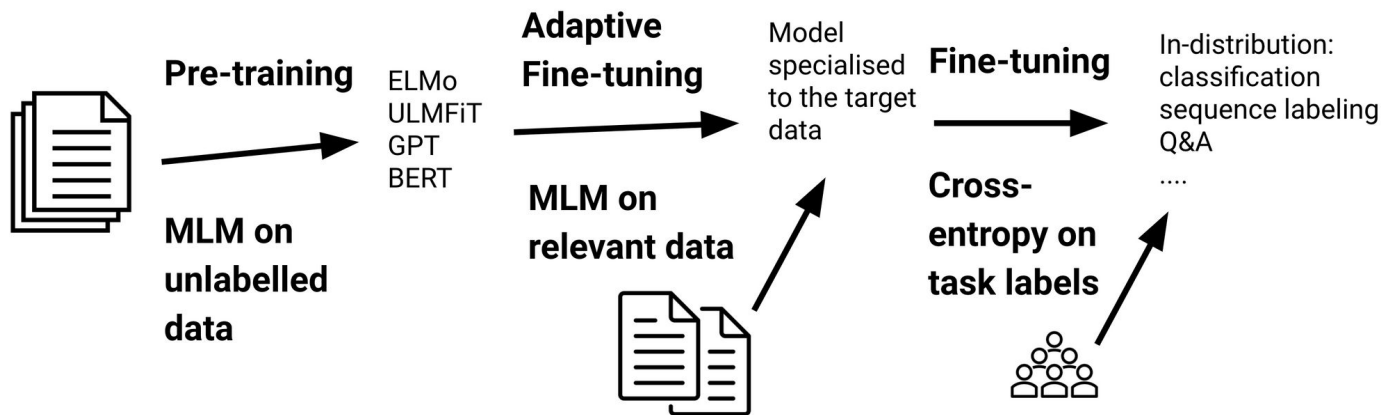 Pre-training
MLM on
unlabelled
data
ELMo
ULMFiT
GPT
BERT
Adaptive
Fine-tuning
MLM on
relevant data
Model
specialised
to the target
data
Fine-tuning
Cross-
entropy on
task labels
In-distribution:
classification
sequence labeling
Q&A
....